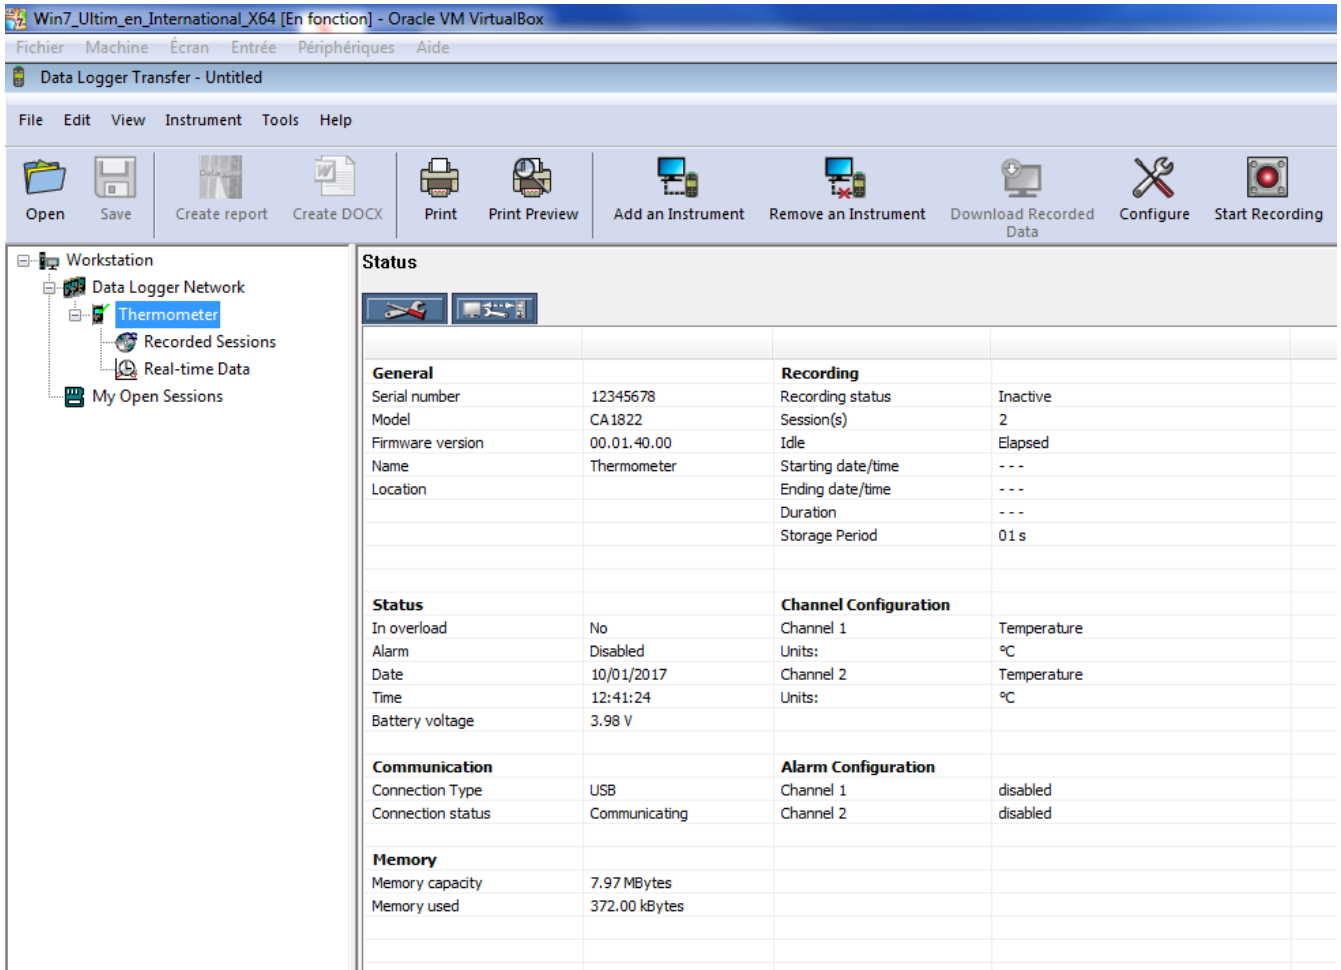 Win7_Ultim_en_International_X64 [En fonction] - Oracle VM VirtualBox
Fichier Machine Écran Entrée Périphériques Aide
Data Logger Transfer - Untitled
File Edit View Instrument Tools Help
Open Save Create report Create DOCX Print Print Preview Add an Instrument Remove an Instrument Download Recorded Data Configure Start Recording
Workstation
Data Logger Network
Thermometer
Recorded Sessions
Real-time Data
My Open Sessions
Status
General Recording
Serial number 12345678 Recording status Inactive
Model CA1822 Session(s) 2
Firmware version 00.01.40.00 Idle Elapsed
Name Thermometer Starting date/time - - -
Location Ending date/time - - -
Duration - - -
Storage Period 01 s
Status Channel Configuration
In overload No Channel 1 Temperature
Alarm Disabled Units: ºC
Date 10/01/2017 Channel 2 Temperature
Time 12:41:24 Units: ºC
Battery voltage 3.98 V
Communication Alarm Configuration
Connection Type USB Channel 1 disabled
Connection status Communicating Channel 2 disabled
Memory
Memory capacity 7.97 MBytes
Memory used 372.00 kBytes